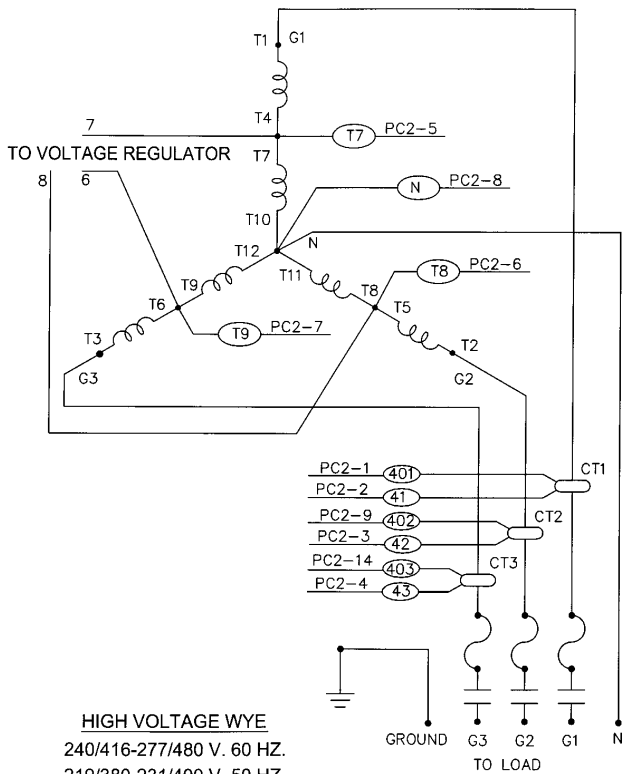 T1 G1
T4
7
T7 PC2-5
TO VOLTAGE REGULATOR
T7
8 6
N PC2-8
T10
N
T12
T9
T11
T8 PC2-6
T8
T6
T5
T9 PC2-7
T3
T2
G3
G2
PC2-1 401
CT1
PC2-2 41
PC2-9 402
CT2
PC2-3 42
PC2-14 403
CT3
PC2-4 43
HIGH VOLTAGE WYE
GROUND G3 G2 G1 N
240/416-277/480 V. 60 HZ.
TO LOAD